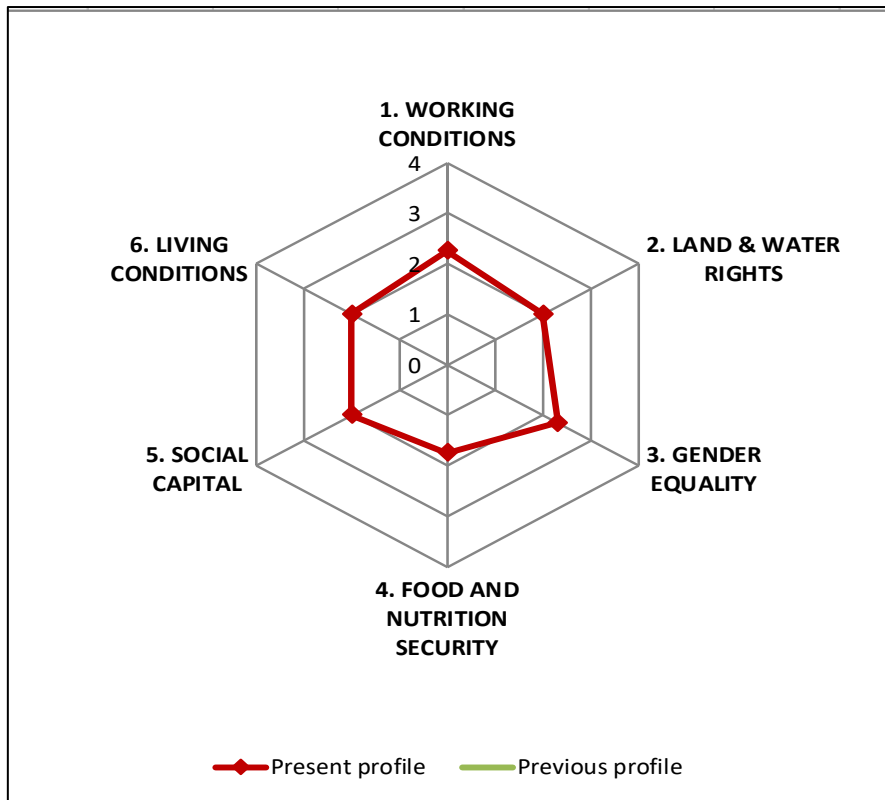 1. WORKING
CONDITIONS
4
3
2
1
0
2. LAND & WATER
RIGHTS
3. GENDER
EQUALITY
4. FOOD AND
NUTRITION
SECURITY
5. SOCIAL
CAPITAL
6. LIVING
CONDITIONS
Present profile
Previous profile